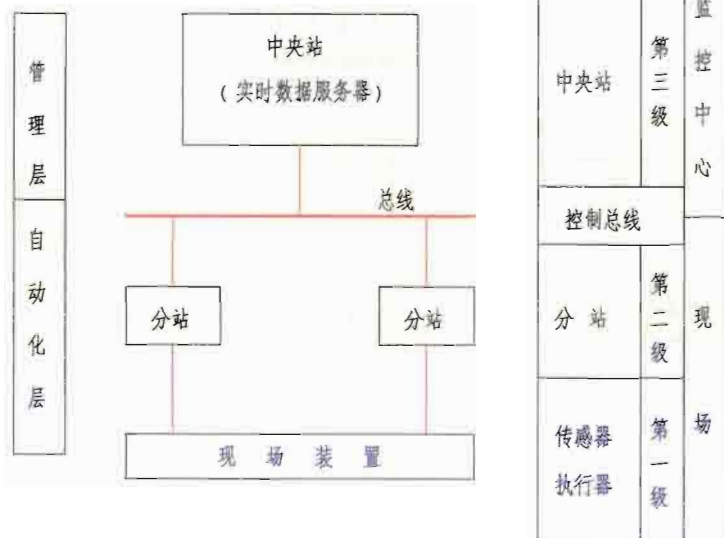 管理层
自动化层
中央站
(实时数据服务器)
总线
分站
分站
现场装置
中央站
第三级
监控中心
控制总线
分站
第二级
现场
传感器
执行器
第一级